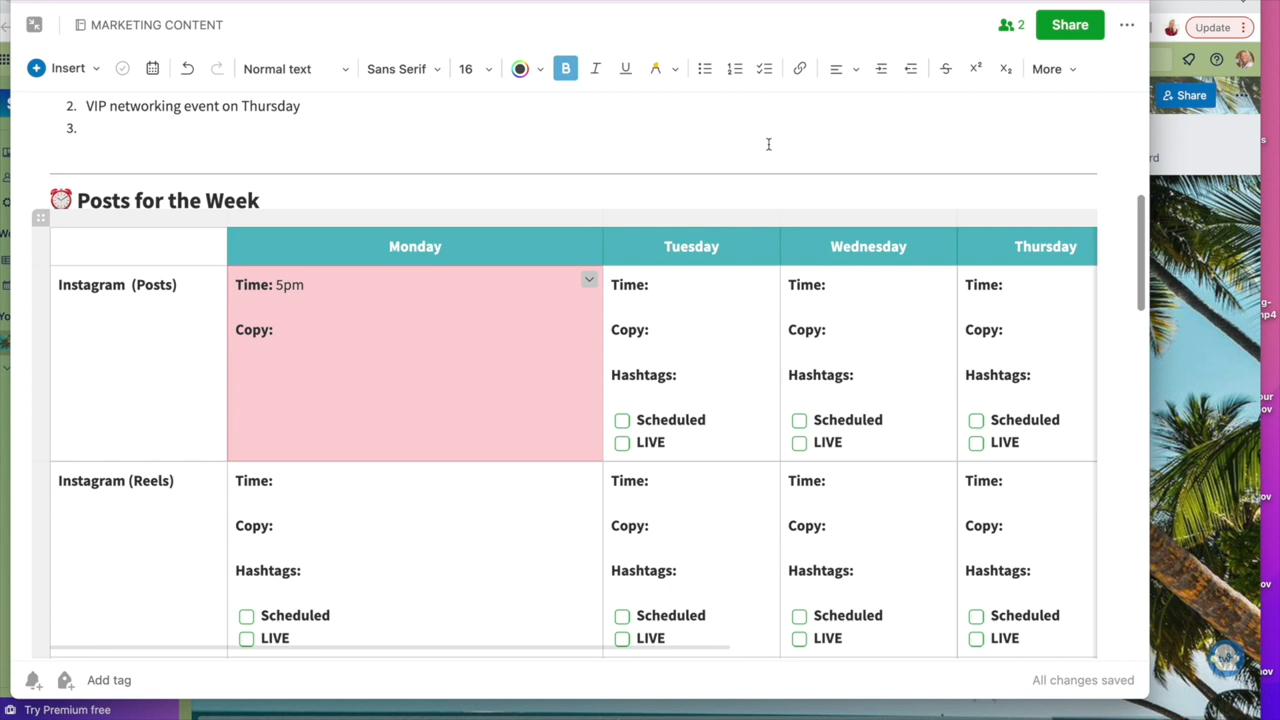 MARKETING CONTENT
2
Share
Update
Insert
Normal text
Sans Serif
16
B
I
U
A
S
X²
X₂
More
Share
2. VIP networking event on Thursday
3.
rd
⏰ Posts for the Week
Monday
Tuesday
Wednesday
Thursday
Instagram (Posts)
Time: 5pm
Copy:
Time:
Copy:
Hashtags:
Scheduled
LIVE
Time:
Copy:
Hashtags:
Scheduled
LIVE
Time:
Copy:
Hashtags:
Scheduled
LIVE
Instagram (Reels)
Time:
Copy:
Hashtags:
Scheduled
LIVE
Time:
Copy:
Hashtags:
Scheduled
LIVE
Time:
Copy:
Hashtags:
Scheduled
LIVE
Time:
Copy:
Hashtags:
Scheduled
LIVE
Add tag
All changes saved
Try Premium free